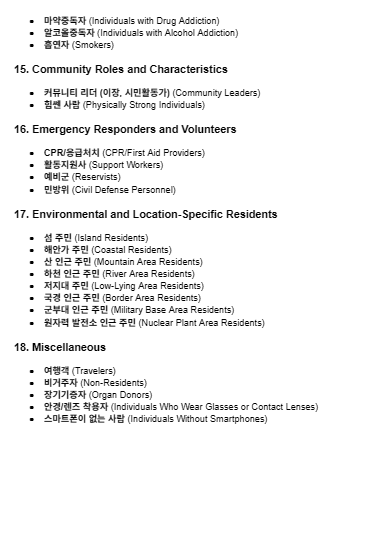 마약중독자 (Individuals with Drug Addiction)
알코올중독자 (Individuals with Alcohol Addiction)
흡연자 (Smokers)
15. Community Roles and Characteristics
커뮤니티 리더 (이장, 시민활동가) (Community Leaders)
힘쎈 사람 (Physically Strong Individuals)
16. Emergency Responders and Volunteers
CPR/응급처치 (CPR/First Aid Providers)
활동지원사 (Support Workers)
예비군 (Reservists)
민방위 (Civil Defense Personnel)
17. Environmental and Location-Specific Residents
섬 주민 (Island Residents)
해안가 주민 (Coastal Residents)
산 인근 주민 (Mountain Area Residents)
하천 인근 주민 (River Area Residents)
저지대 주민 (Low-Lying Area Residents)
국경 인근 주민 (Border Area Residents)
군부대 인근 주민 (Military Base Area Residents)
원자력 발전소 인근 주민 (Nuclear Plant Area Residents)
18. Miscellaneous
여행객 (Travelers)
비거주자 (Non-Residents)
장기기증자 (Organ Donors)
안경/렌즈 착용자 (Individuals Who Wear Glasses or Contact Lenses)
스마트폰이 없는 사람 (Individuals Without Smartphones)